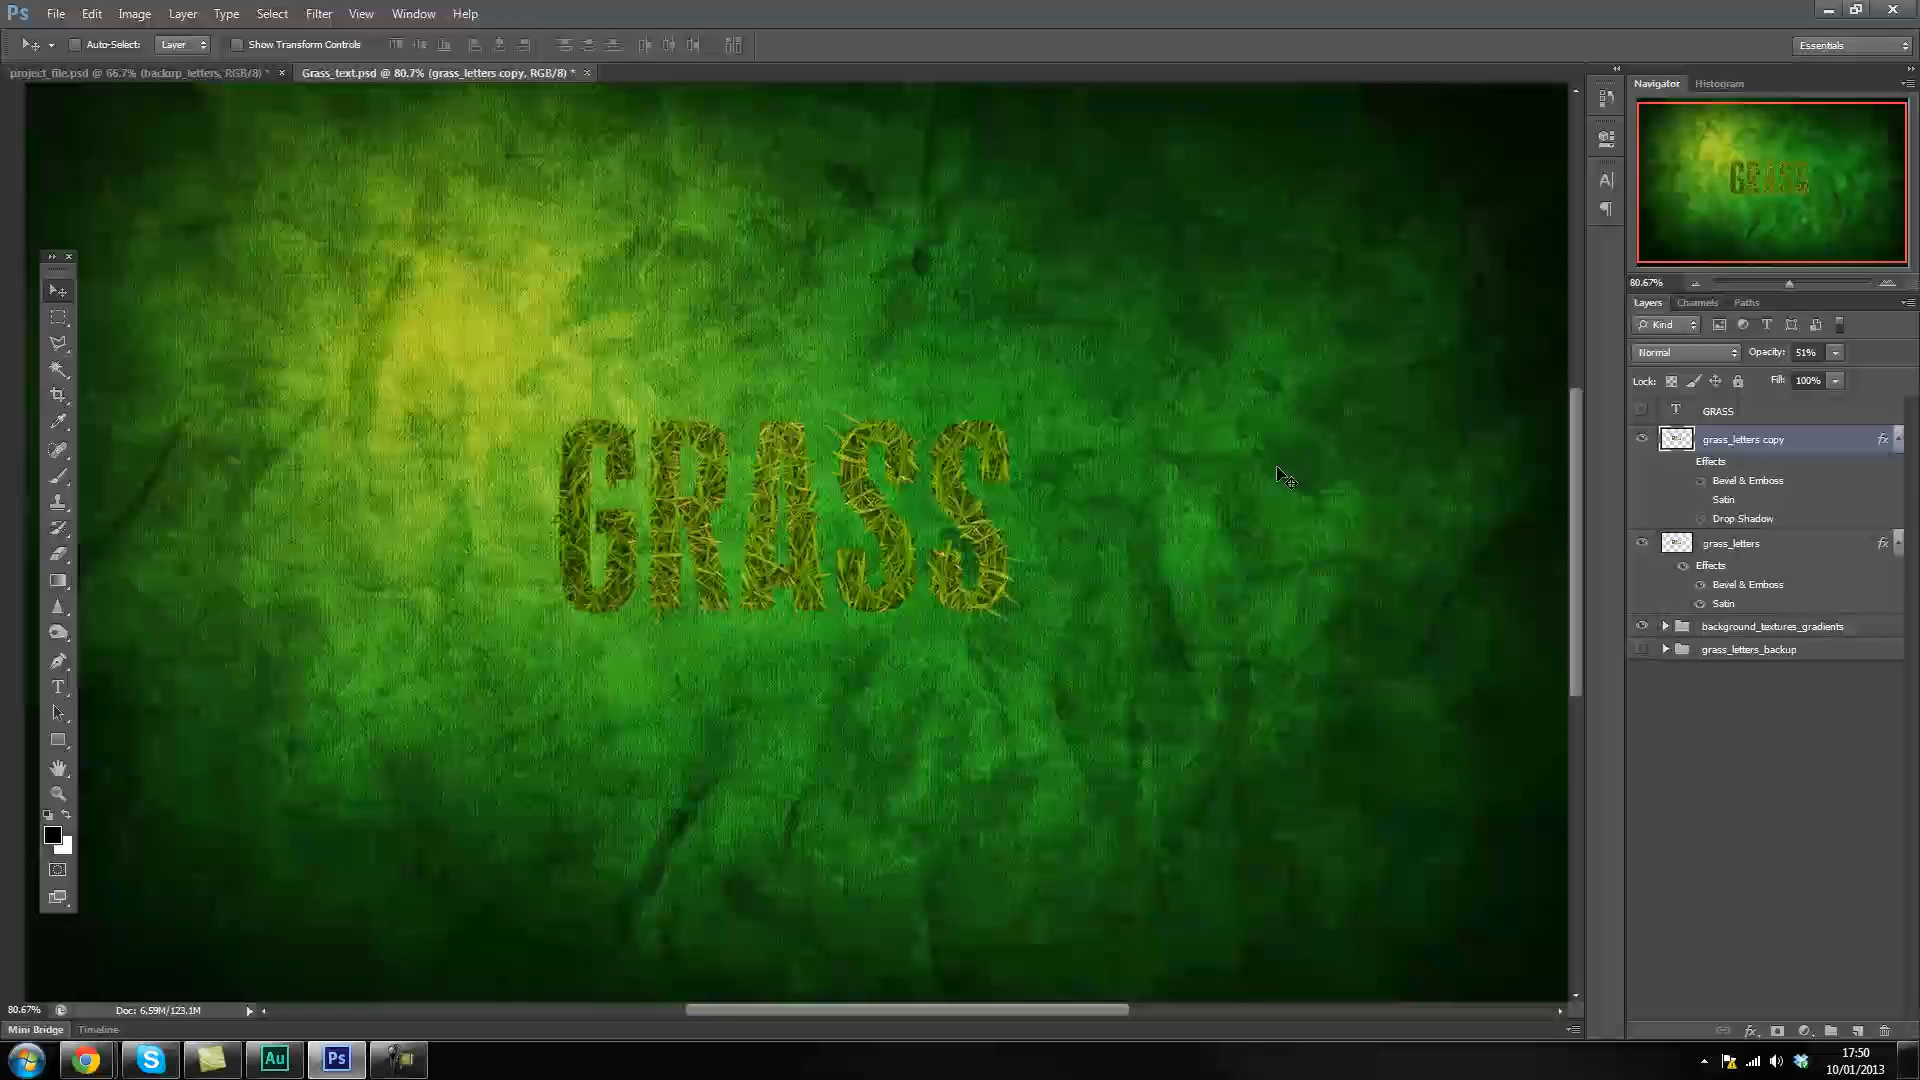 Ps File Edit Image Layer Type Select Filter View Window Help
Auto-Select: Layer Show Transform Controls Essentials
project_file.psd @ 66.7% (backup_letters, RGB/8) * × Grass_text.psd @ 80.7% (grass_letters copy, RGB/8) * ×
Navigator Histogram
GRASS
80.67%
Layers Channels Paths
Kind
Normal Opacity: 51%
Lock: Fill: 100%
T GRASS
grass_letters copy fx
Effects
Bevel & Emboss
Satin
Drop Shadow
grass_letters fx
Effects
Bevel & Emboss
Satin
background_textures_gradients
grass_letters_backup
GRASS
80.67% Doc: 6,59M/123,1M
Mini Bridge Timeline
Au Ps
17:50
10/01/2013